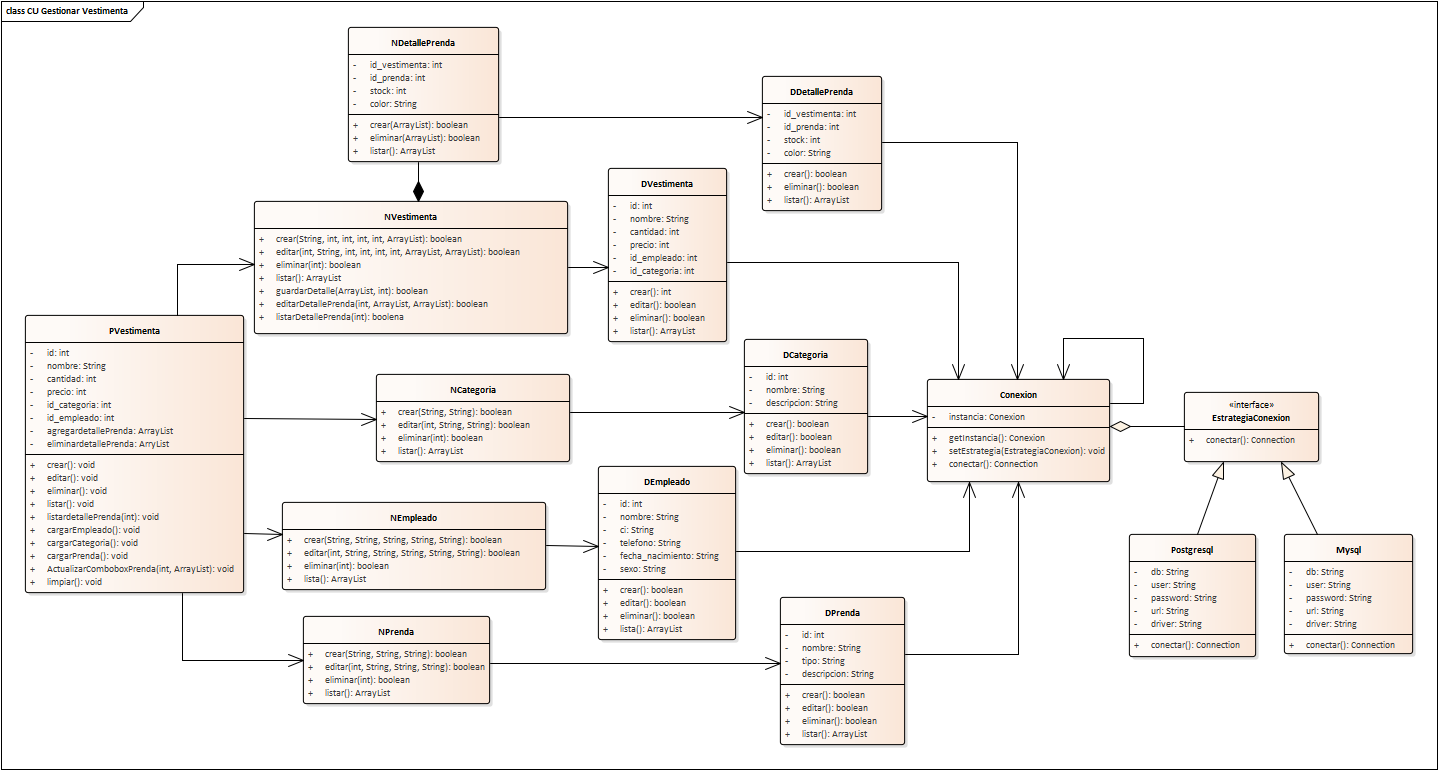 class CU Gestionar Vestimenta
NDetallePrenda
- id_vestimenta: int
- id_prenda: int
- stock: int
- color: String
+ crear(ArrayList): boolean
+ eliminar(ArrayList): boolean
+ listar(): ArrayList
DDetallePrenda
- id_vestimenta: int
- id_prenda: int
- stock: int
- color: String
+ crear(): boolean
+ eliminar(): boolean
+ listar(): ArrayList
NVestimenta
+ crear(String, int, int, int, int, ArrayList): boolean
+ editar(int, String, int, int, int, int, ArrayList, ArrayList): boolean
+ eliminar(int): boolean
+ listar(): ArrayList
+ guardarDetalle(ArrayList, int): boolean
+ editarDetallePrenda(int, ArrayList, ArrayList): boolean
+ listarDetallePrenda(int): boolena
DVestimenta
- id: int
- nombre: String
- cantidad: int
- precio: int
- id_empleado: int
- id_categoria: int
+ crear(): int
+ editar(): boolean
+ eliminar(): boolean
+ listar(): ArrayList
PVestimenta
- id: int
- nombre: String
- cantidad: int
- precio: int
- id_categoria: int
- id_empleado: int
- agregardetallePrenda: ArrayList
- eliminardetallePrenda: ArryList
+ crear(): void
+ editar(): void
+ eliminar(): void
+ listar(): void
+ listardetallePrenda(int): void
+ cargarEmpleado(): void
+ cargarCategoria(): void
+ cargarPrenda(): void
+ ActualizarComboboxPrenda(int, ArrayList): void
+ limpiar(): void
NCategoria
+ crear(String, String): boolean
+ editar(int, String, String): boolean
+ eliminar(int): boolean
+ listar(): ArrayList
DCategoria
- id: int
- nombre: String
- descripcion: String
+ crear(): boolean
+ editar(): boolean
+ eliminar(): boolean
+ listar(): ArrayList
Conexion
- instancia: Conexion
+ getInstancia(): Conexion
+ setEstrategia(EstrategiaConexion): void
+ conectar(): Connection
«interface»
EstrategiaConexion
+ conectar(): Connection
NEmpleado
+ crear(String, String, String, String, String): boolean
+ editar(int, String, String, String, String, String): boolean
+ eliminar(int): boolean
+ lista(): ArrayList
DEmpleado
- id: int
- nombre: String
- ci: String
- telefono: String
- fecha_nacimiento: String
- sexo: String
+ crear(): boolean
+ editar(): boolean
+ eliminar(): boolean
+ lista(): ArrayList
Postgresql
- db: String
- user: String
- password: String
- url: String
- driver: String
+ conectar(): Connection
Mysql
- db: String
- user: String
- password: String
- url: String
- driver: String
+ conectar(): Connection
NPrenda
+ crear(String, String, String): boolean
+ editar(int, String, String, String): boolean
+ eliminar(int): boolean
+ listar(): ArrayList
DPrenda
- id: int
- nombre: String
- tipo: String
- descripcion: String
+ crear(): boolean
+ editar(): boolean
+ eliminar(): boolean
+ listar(): ArrayList